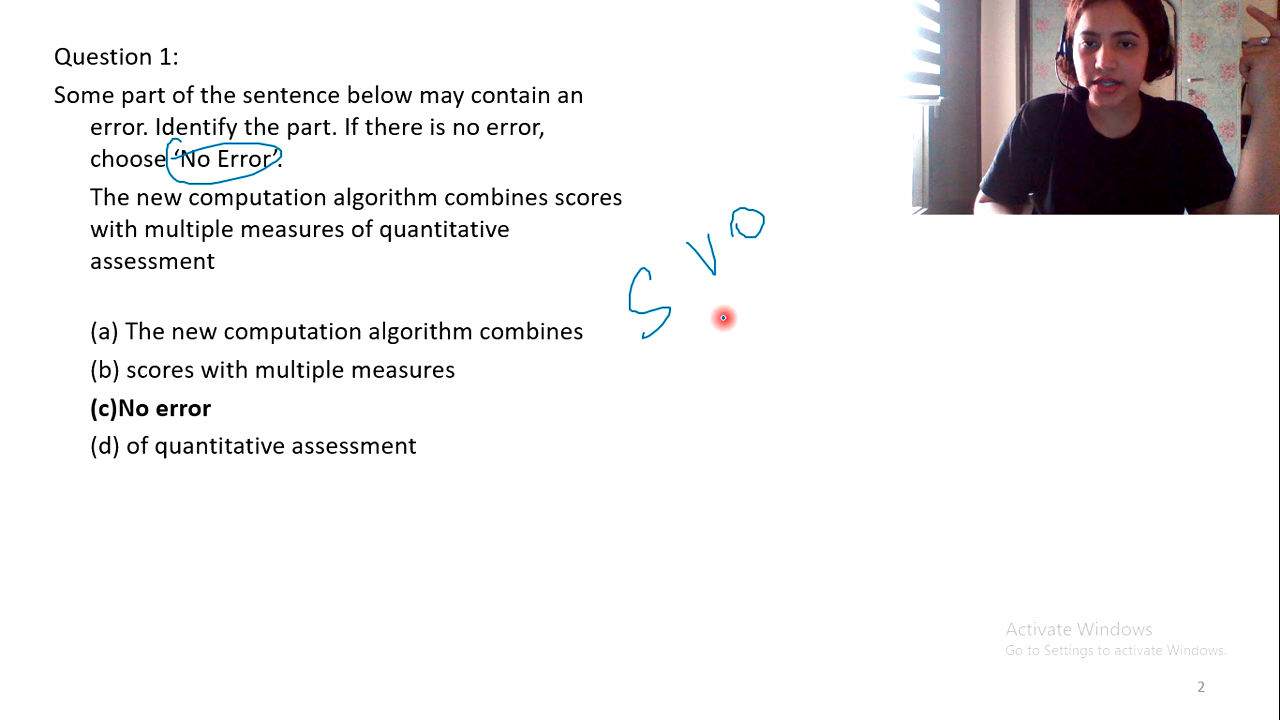 Question 1:
Some part of the sentence below may contain an
error. Identify the part. If there is no error,
choose ‘No Error’.
The new computation algorithm combines scores
with multiple measures of quantitative
assessment
S V O
(a) The new computation algorithm combines
(b) scores with multiple measures
(c)No error
(d) of quantitative assessment
Activate Windows
Go to Settings to activate Windows.
2